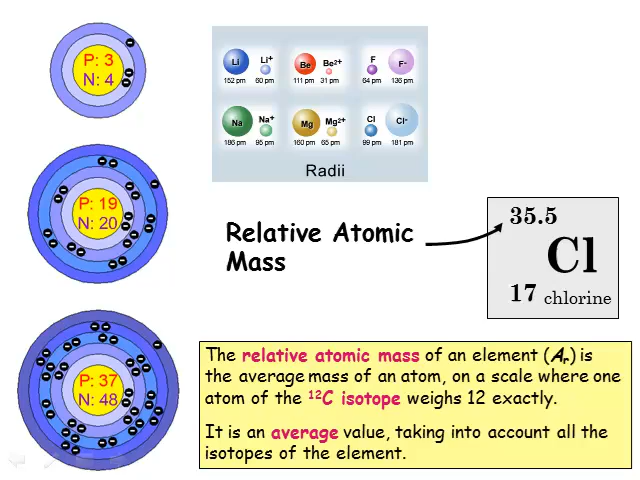 P: 3
N: 4
P: 19
N: 20
P: 37
N: 48
Li Li+ Be Be2+ F F-
152 pm 60 pm 111 pm 31 pm 64 pm 136 pm
Na Na+ Mg Mg2+ Cl Cl-
186 pm 95 pm 160 pm 65 pm 99 pm 181 pm
Radii
Relative Atomic
Mass
35.5
Cl
17 chlorine
The relative atomic mass of an element (Ar) is
the average mass of an atom, on a scale where one
atom of the 12C isotope weighs 12 exactly.
It is an average value, taking into account all the
isotopes of the element.